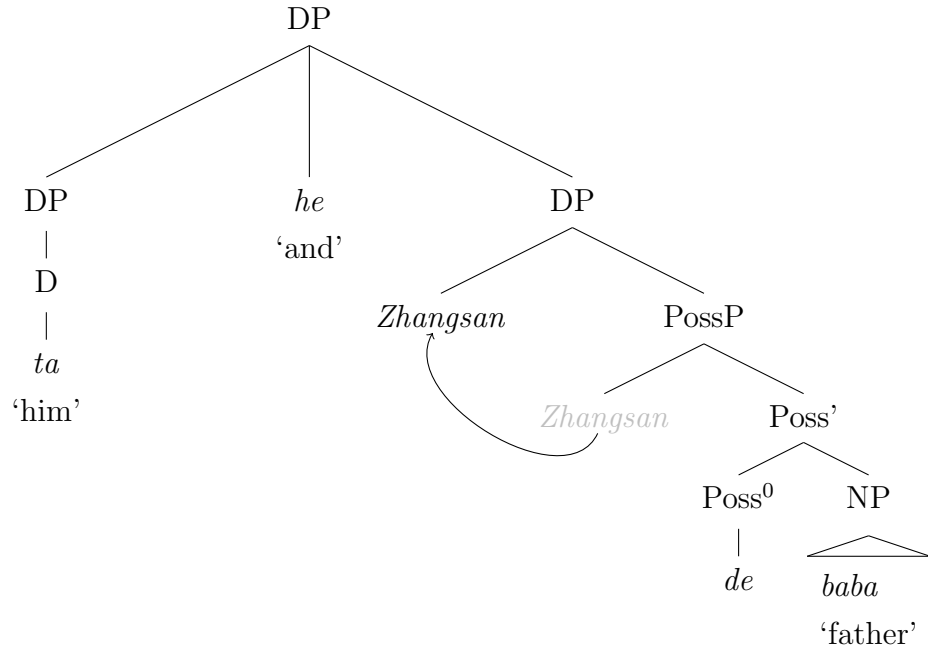 DP
DP he DP
‘and’
D Zhangsan PossP
ta Zhangsan Poss’
‘him’
Poss⁰ NP
de baba
‘father’